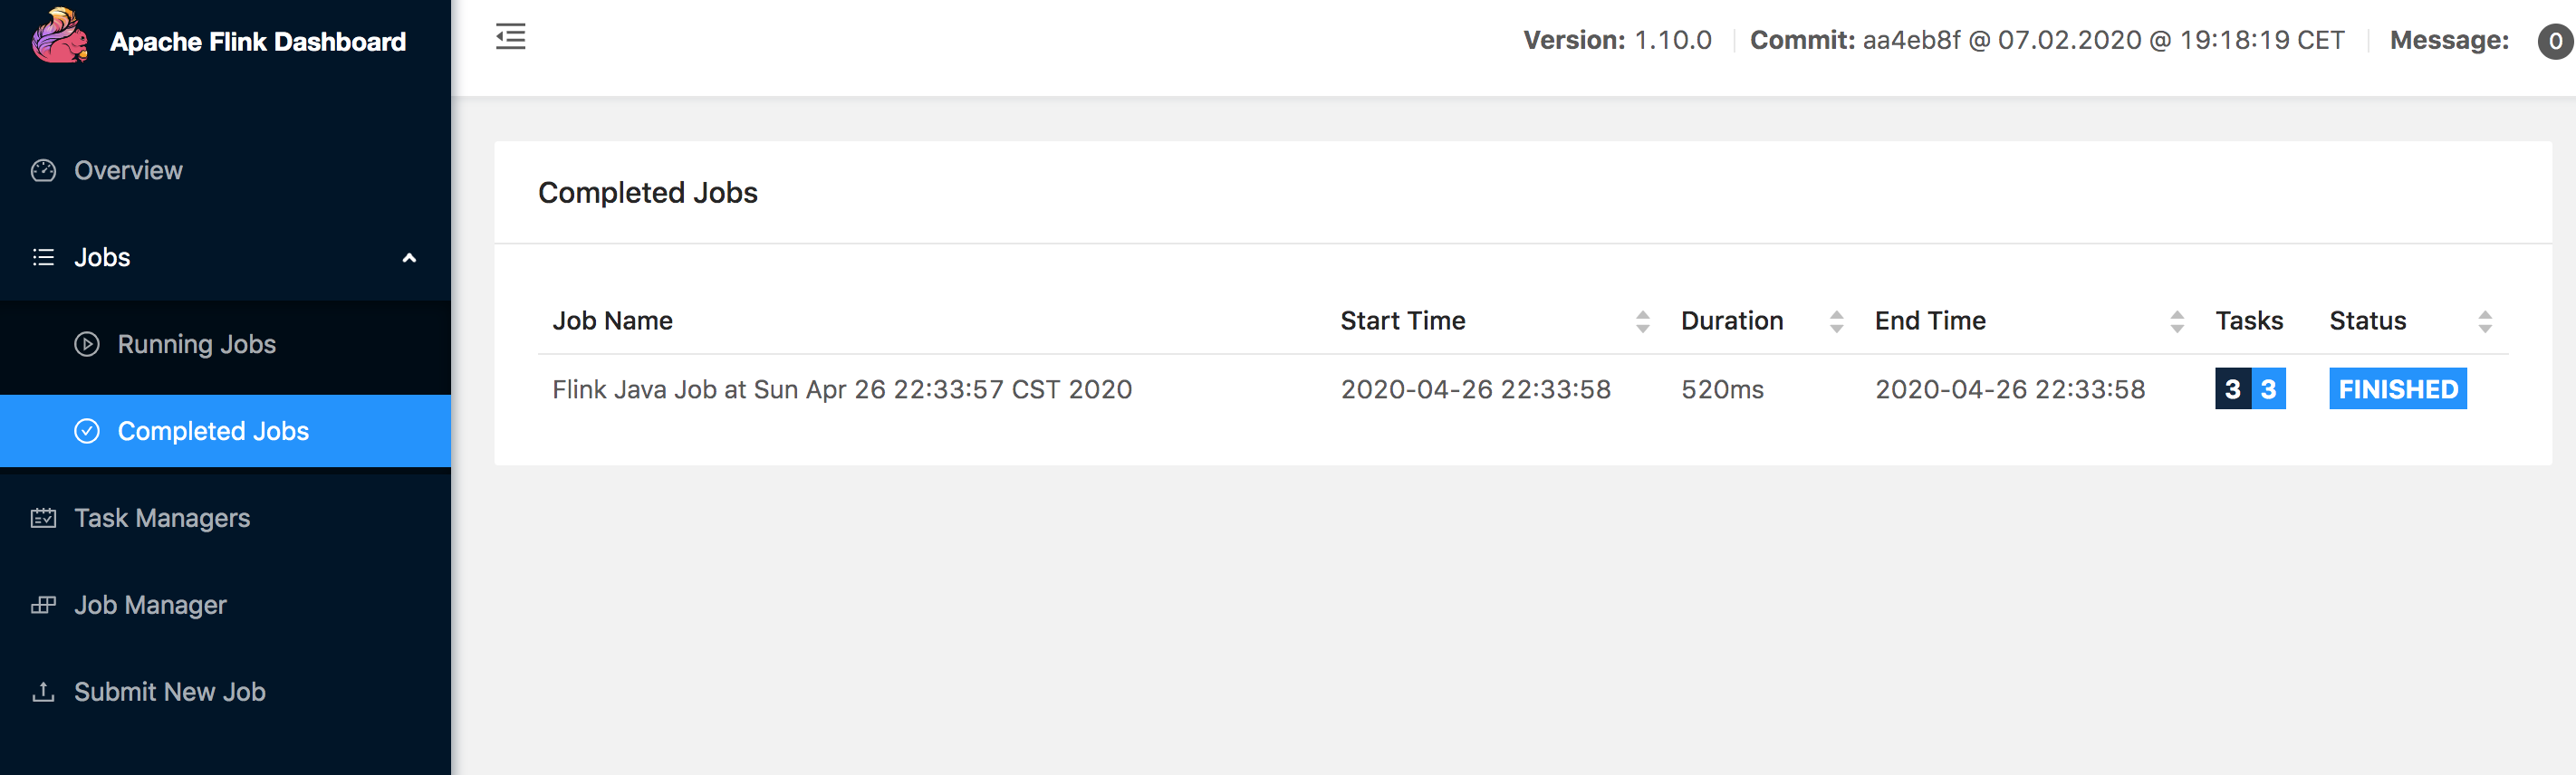 Apache Flink Dashboard
Version: 1.10.0 Commit: aa4eb8f @ 07.02.2020 @ 19:18:19 CET Message: 0
Overview
Jobs
Running Jobs
Completed Jobs
Task Managers
Job Manager
Submit New Job
Completed Jobs
Job Name Start Time Duration End Time Tasks Status
Flink Java Job at Sun Apr 26 22:33:57 CST 2020 2020-04-26 22:33:58 520ms 2020-04-26 22:33:58 3 3 FINISHED